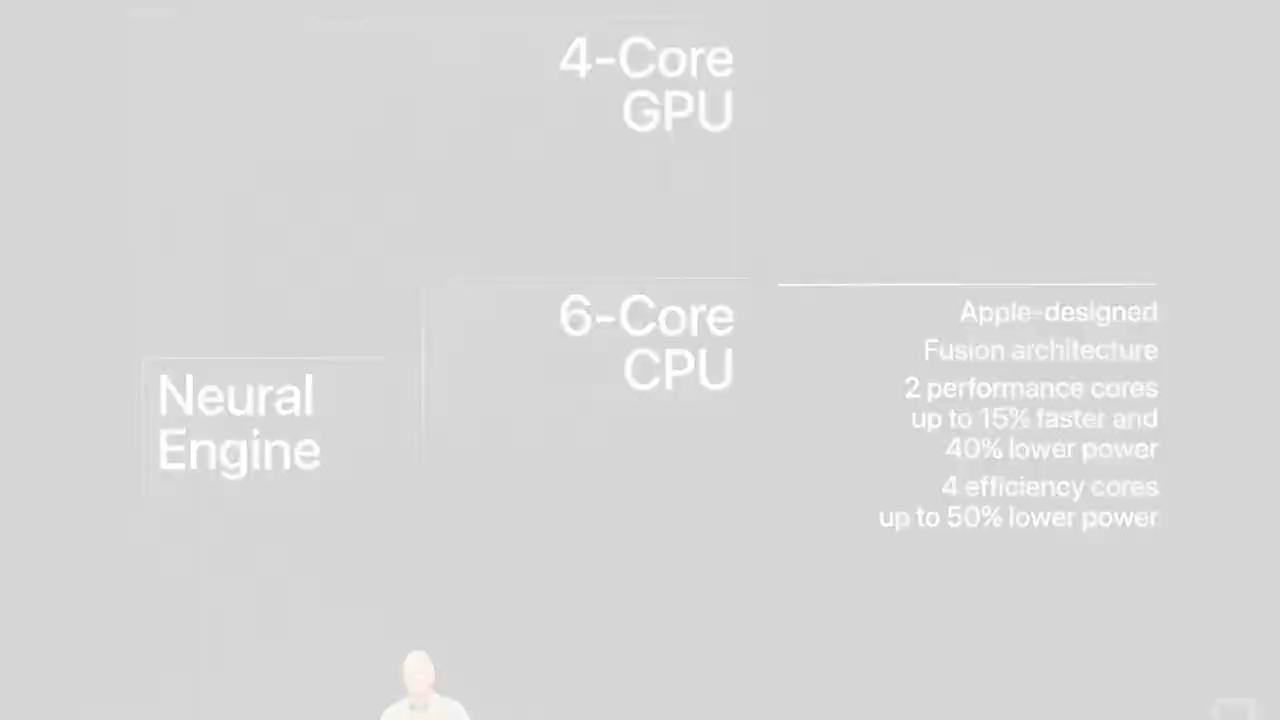 4-Core
GPU
6-Core
CPU
Neural
Engine
Apple-designed
Fusion architecture
2 performance cores
up to 15% faster and
40% lower power
4 efficiency cores
up to 50% lower power